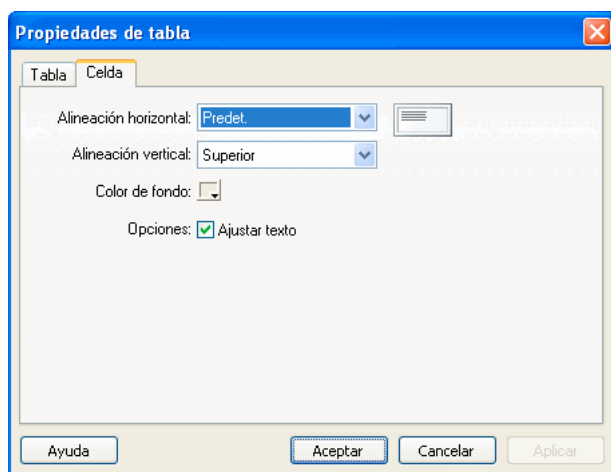 Propiedades de tabla
Tabla Celda
Alineación horizontal: Predet.
Alineación vertical: Superior
Color de fondo:
Opciones: Ajustar texto
Ayuda Aceptar Cancelar Aplicar